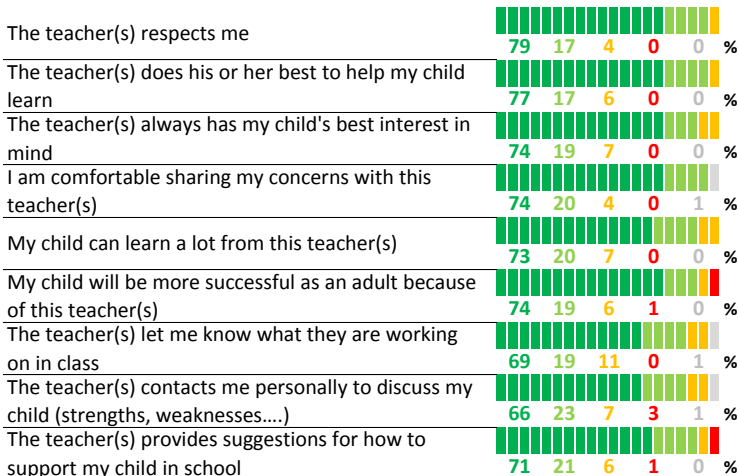 The teacher(s) respects me
79 17 4 0 0 %
The teacher(s) does his or her best to help my child
learn
77 17 6 0 0 %
The teacher(s) always has my child's best interest in
mind
74 19 7 0 0 %
I am comfortable sharing my concerns with this
teacher(s)
74 20 4 0 1 %
My child can learn a lot from this teacher(s)
73 20 7 0 0 %
My child will be more successful as an adult because
of this teacher(s)
74 19 6 1 0 %
The teacher(s) let me know what they are working
on in class
69 19 11 0 1 %
The teacher(s) contacts me personally to discuss my
child (strengths, weaknesses....)
66 23 7 3 1 %
The teacher(s) provides suggestions for how to
support my child in school
71 21 6 1 0 %